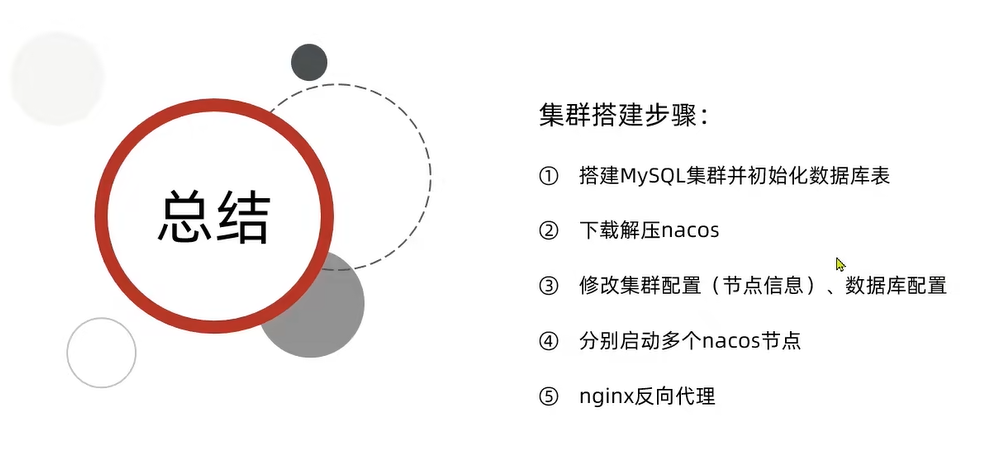 总结
集群搭建步骤：
① 搭建MySQL集群并初始化数据库表
② 下载解压nacos
③ 修改集群配置（节点信息）、数据库配置
④ 分别启动多个nacos节点
⑤ nginx反向代理